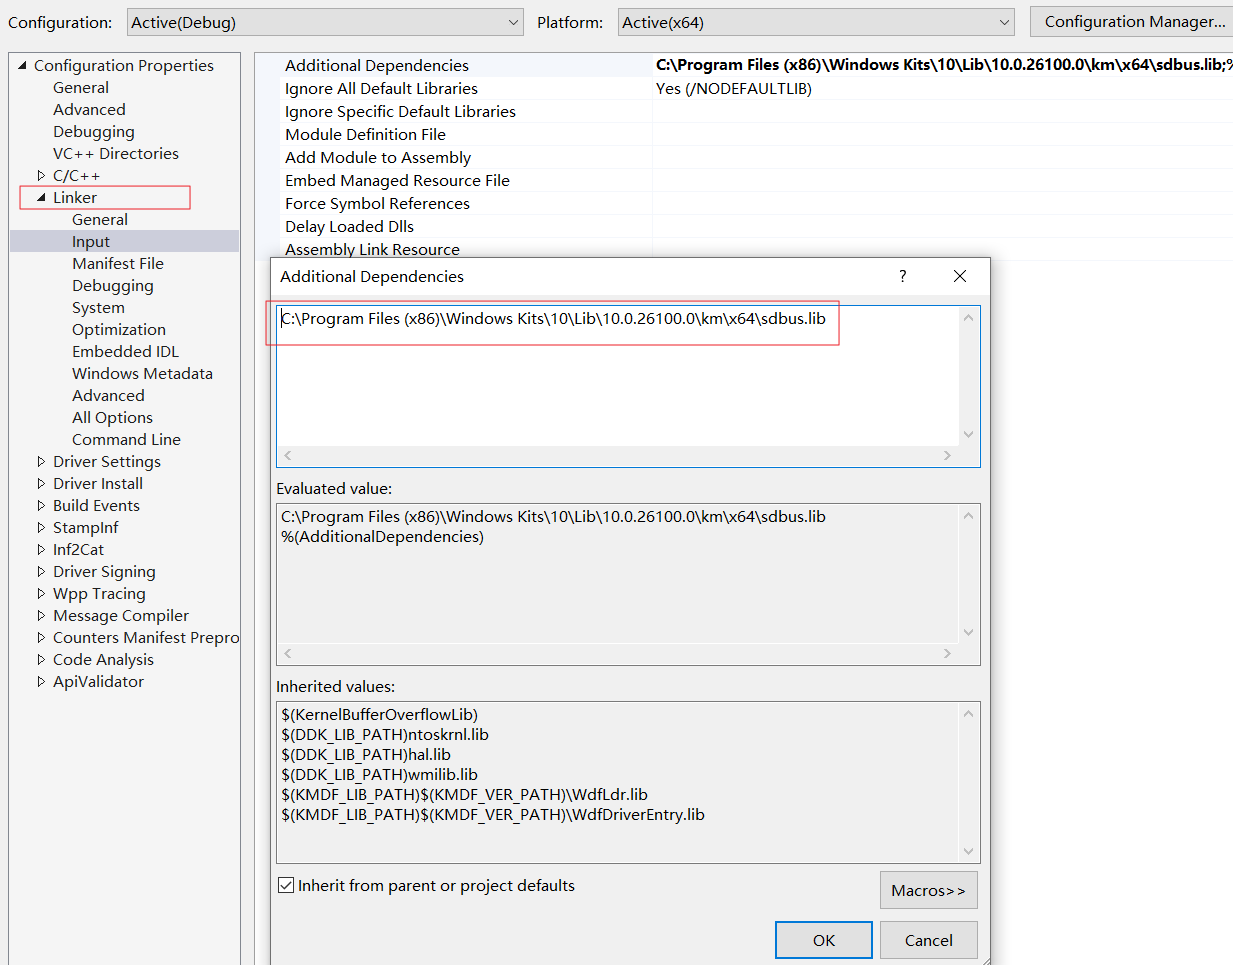 Configuration: Active(Debug) Platform: Active(x64) Configuration Manager...
Configuration Properties
General
Advanced
Debugging
VC++ Directories
C/C++
Linker
General
Input
Manifest File
Debugging
System
Optimization
Embedded IDL
Windows Metadata
Advanced
All Options
Command Line
Driver Settings
Driver Install
Build Events
StampInf
Inf2Cat
Driver Signing
Wpp Tracing
Message Compiler
Counters Manifest Prepro
Code Analysis
ApiValidator
Additional Dependencies C:\Program Files (x86)\Windows Kits\10\Lib\10.0.26100.0\km\x64\sdbus.lib;%
Ignore All Default Libraries Yes (/NODEFAULTLIB)
Ignore Specific Default Libraries
Module Definition File
Add Module to Assembly
Embed Managed Resource File
Force Symbol References
Delay Loaded Dlls
Assembly Link Resource
Additional Dependencies ?
C:\Program Files (x86)\Windows Kits\10\Lib\10.0.26100.0\km\x64\sdbus.lib
Evaluated value:
C:\Program Files (x86)\Windows Kits\10\Lib\10.0.26100.0\km\x64\sdbus.lib
%(AdditionalDependencies)
Inherited values:
$(KernelBufferOverflowLib)
$(DDK_LIB_PATH)ntoskrnl.lib
$(DDK_LIB_PATH)hal.lib
$(DDK_LIB_PATH)wmilib.lib
$(KMDF_LIB_PATH)$(KMDF_VER_PATH)\WdfLdr.lib
$(KMDF_LIB_PATH)$(KMDF_VER_PATH)\WdfDriverEntry.lib
Inherit from parent or project defaults
Macros>>
OK Cancel